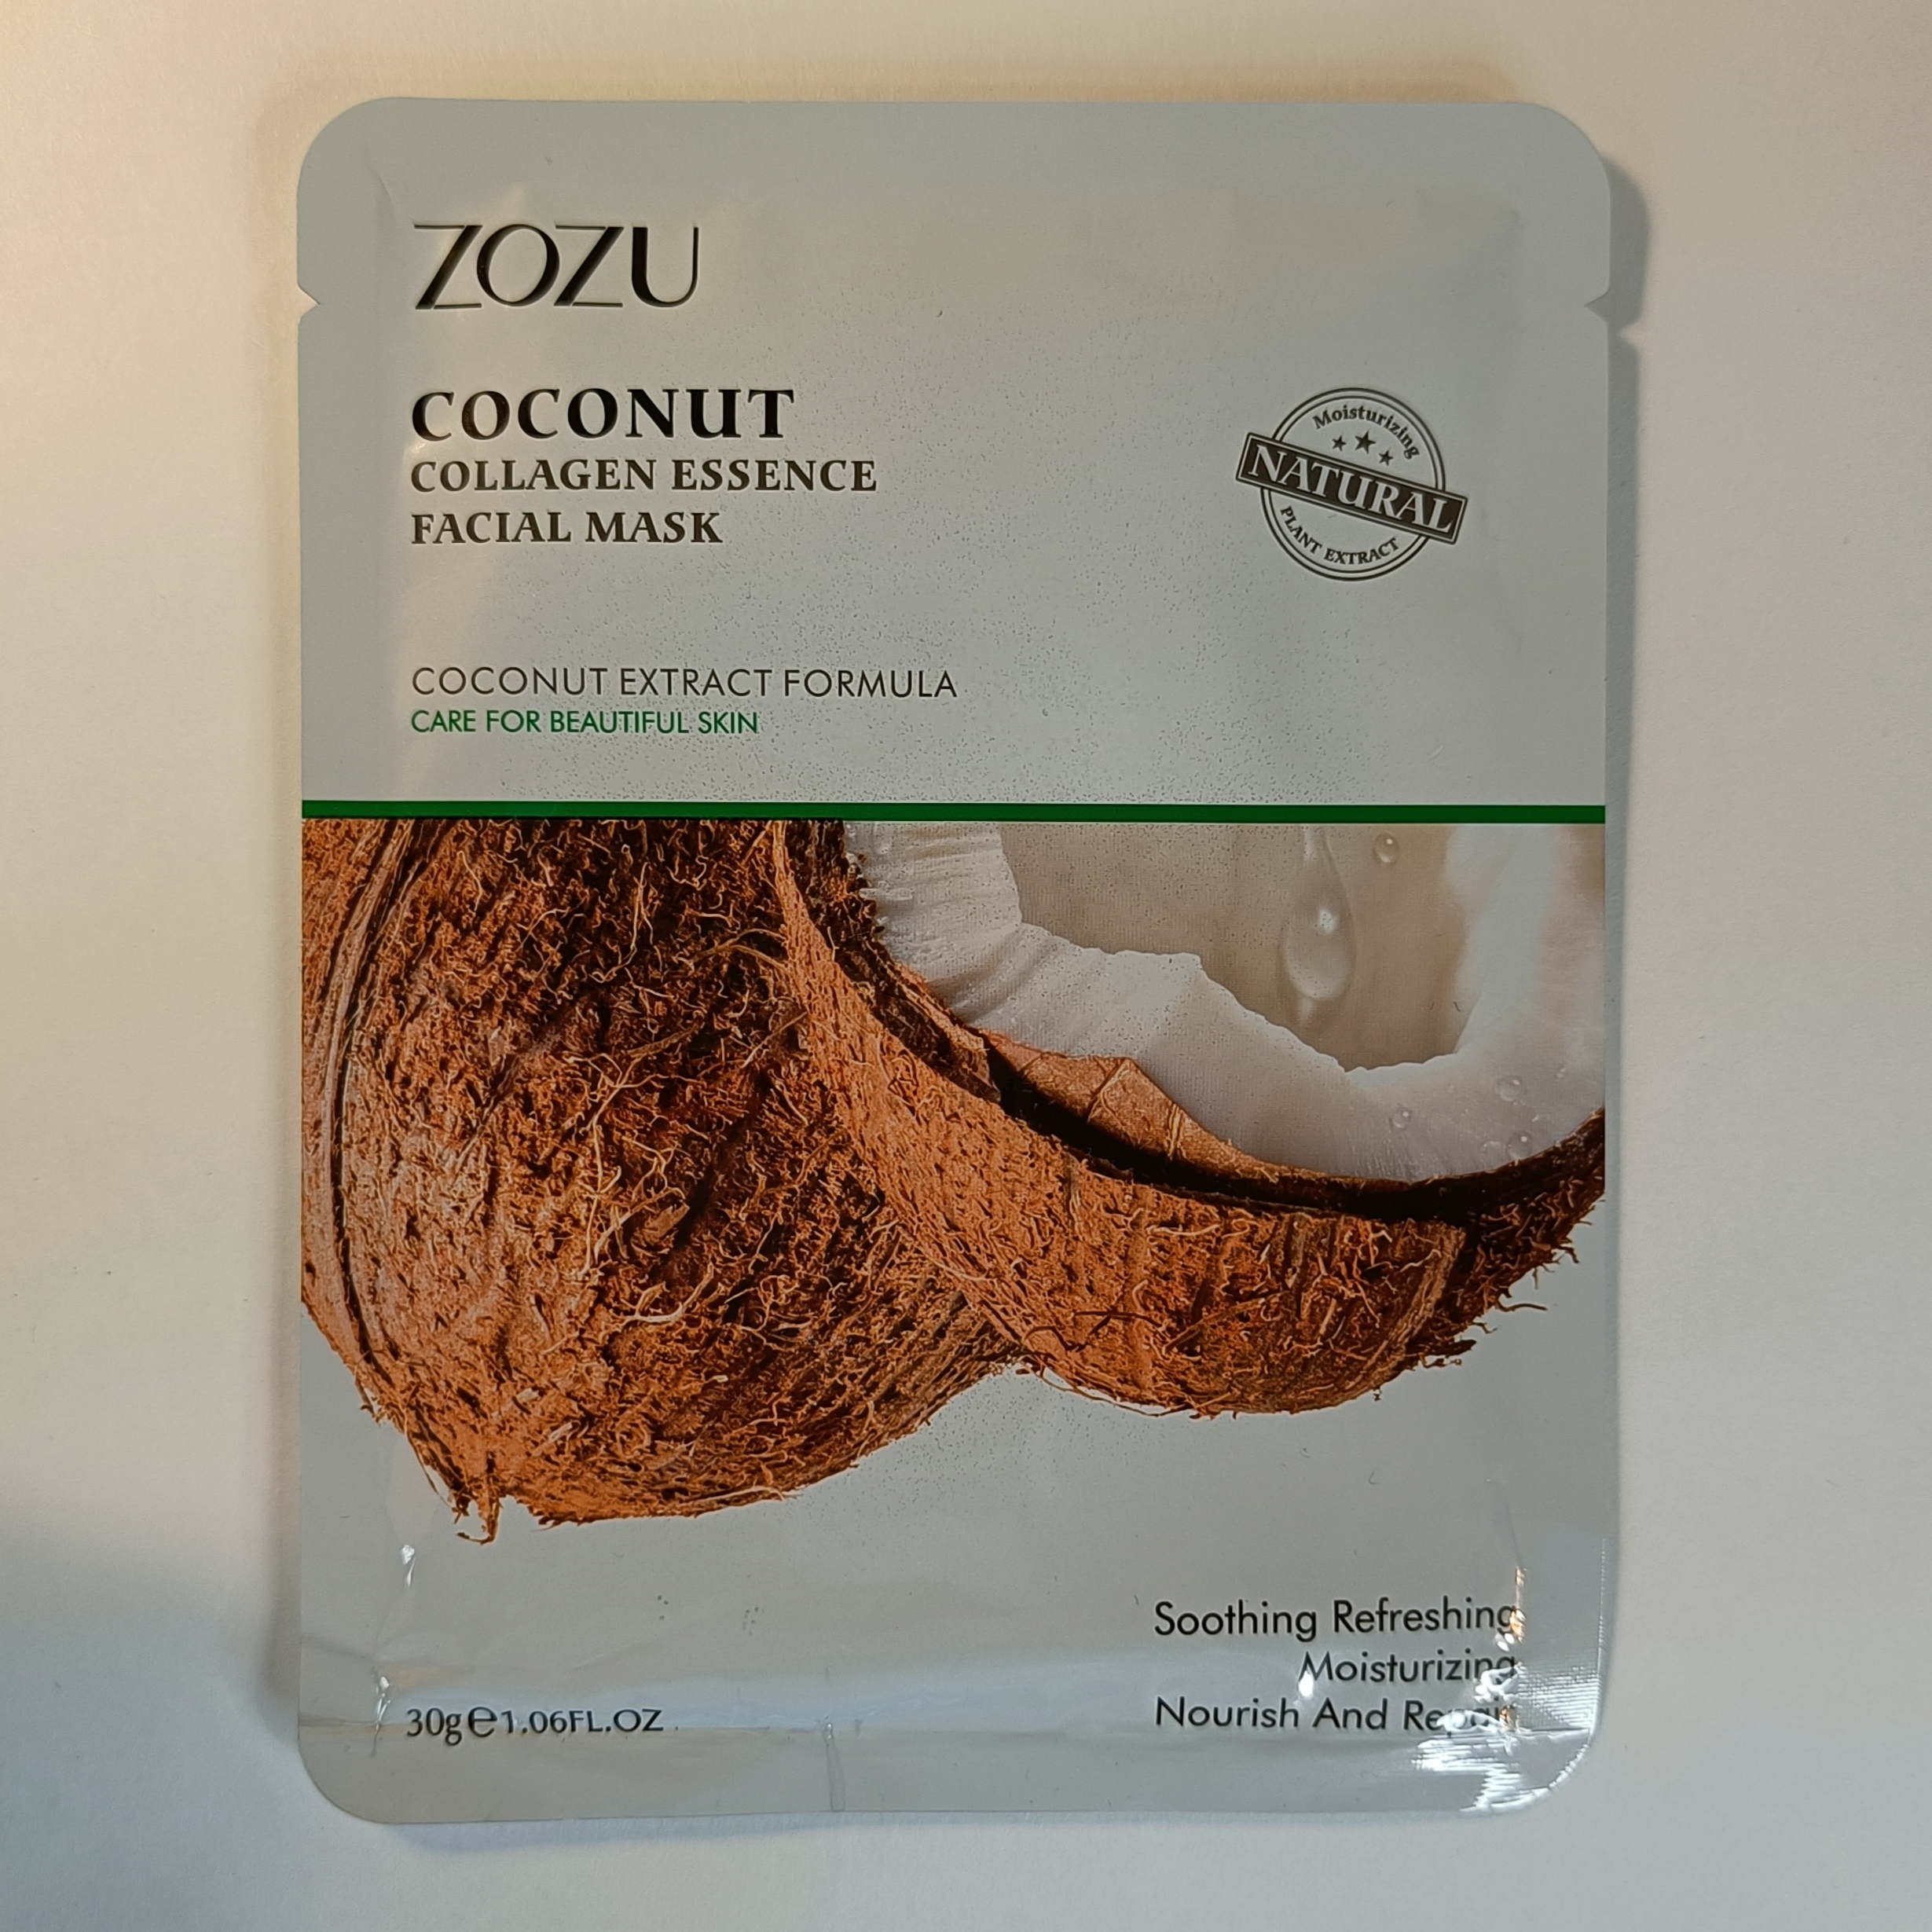 ZOZU
COCONUT
COLLAGEN ESSENCE
FACIAL MASK
Moisturizing
NATURAL
PLANT EXTRACT
COCONUT EXTRACT FORMULA
CARE FOR BEAUTIFUL SKIN
Soothing Refreshing
Moisturizing
Nourish And Repair
30g℮1.06FL.OZ